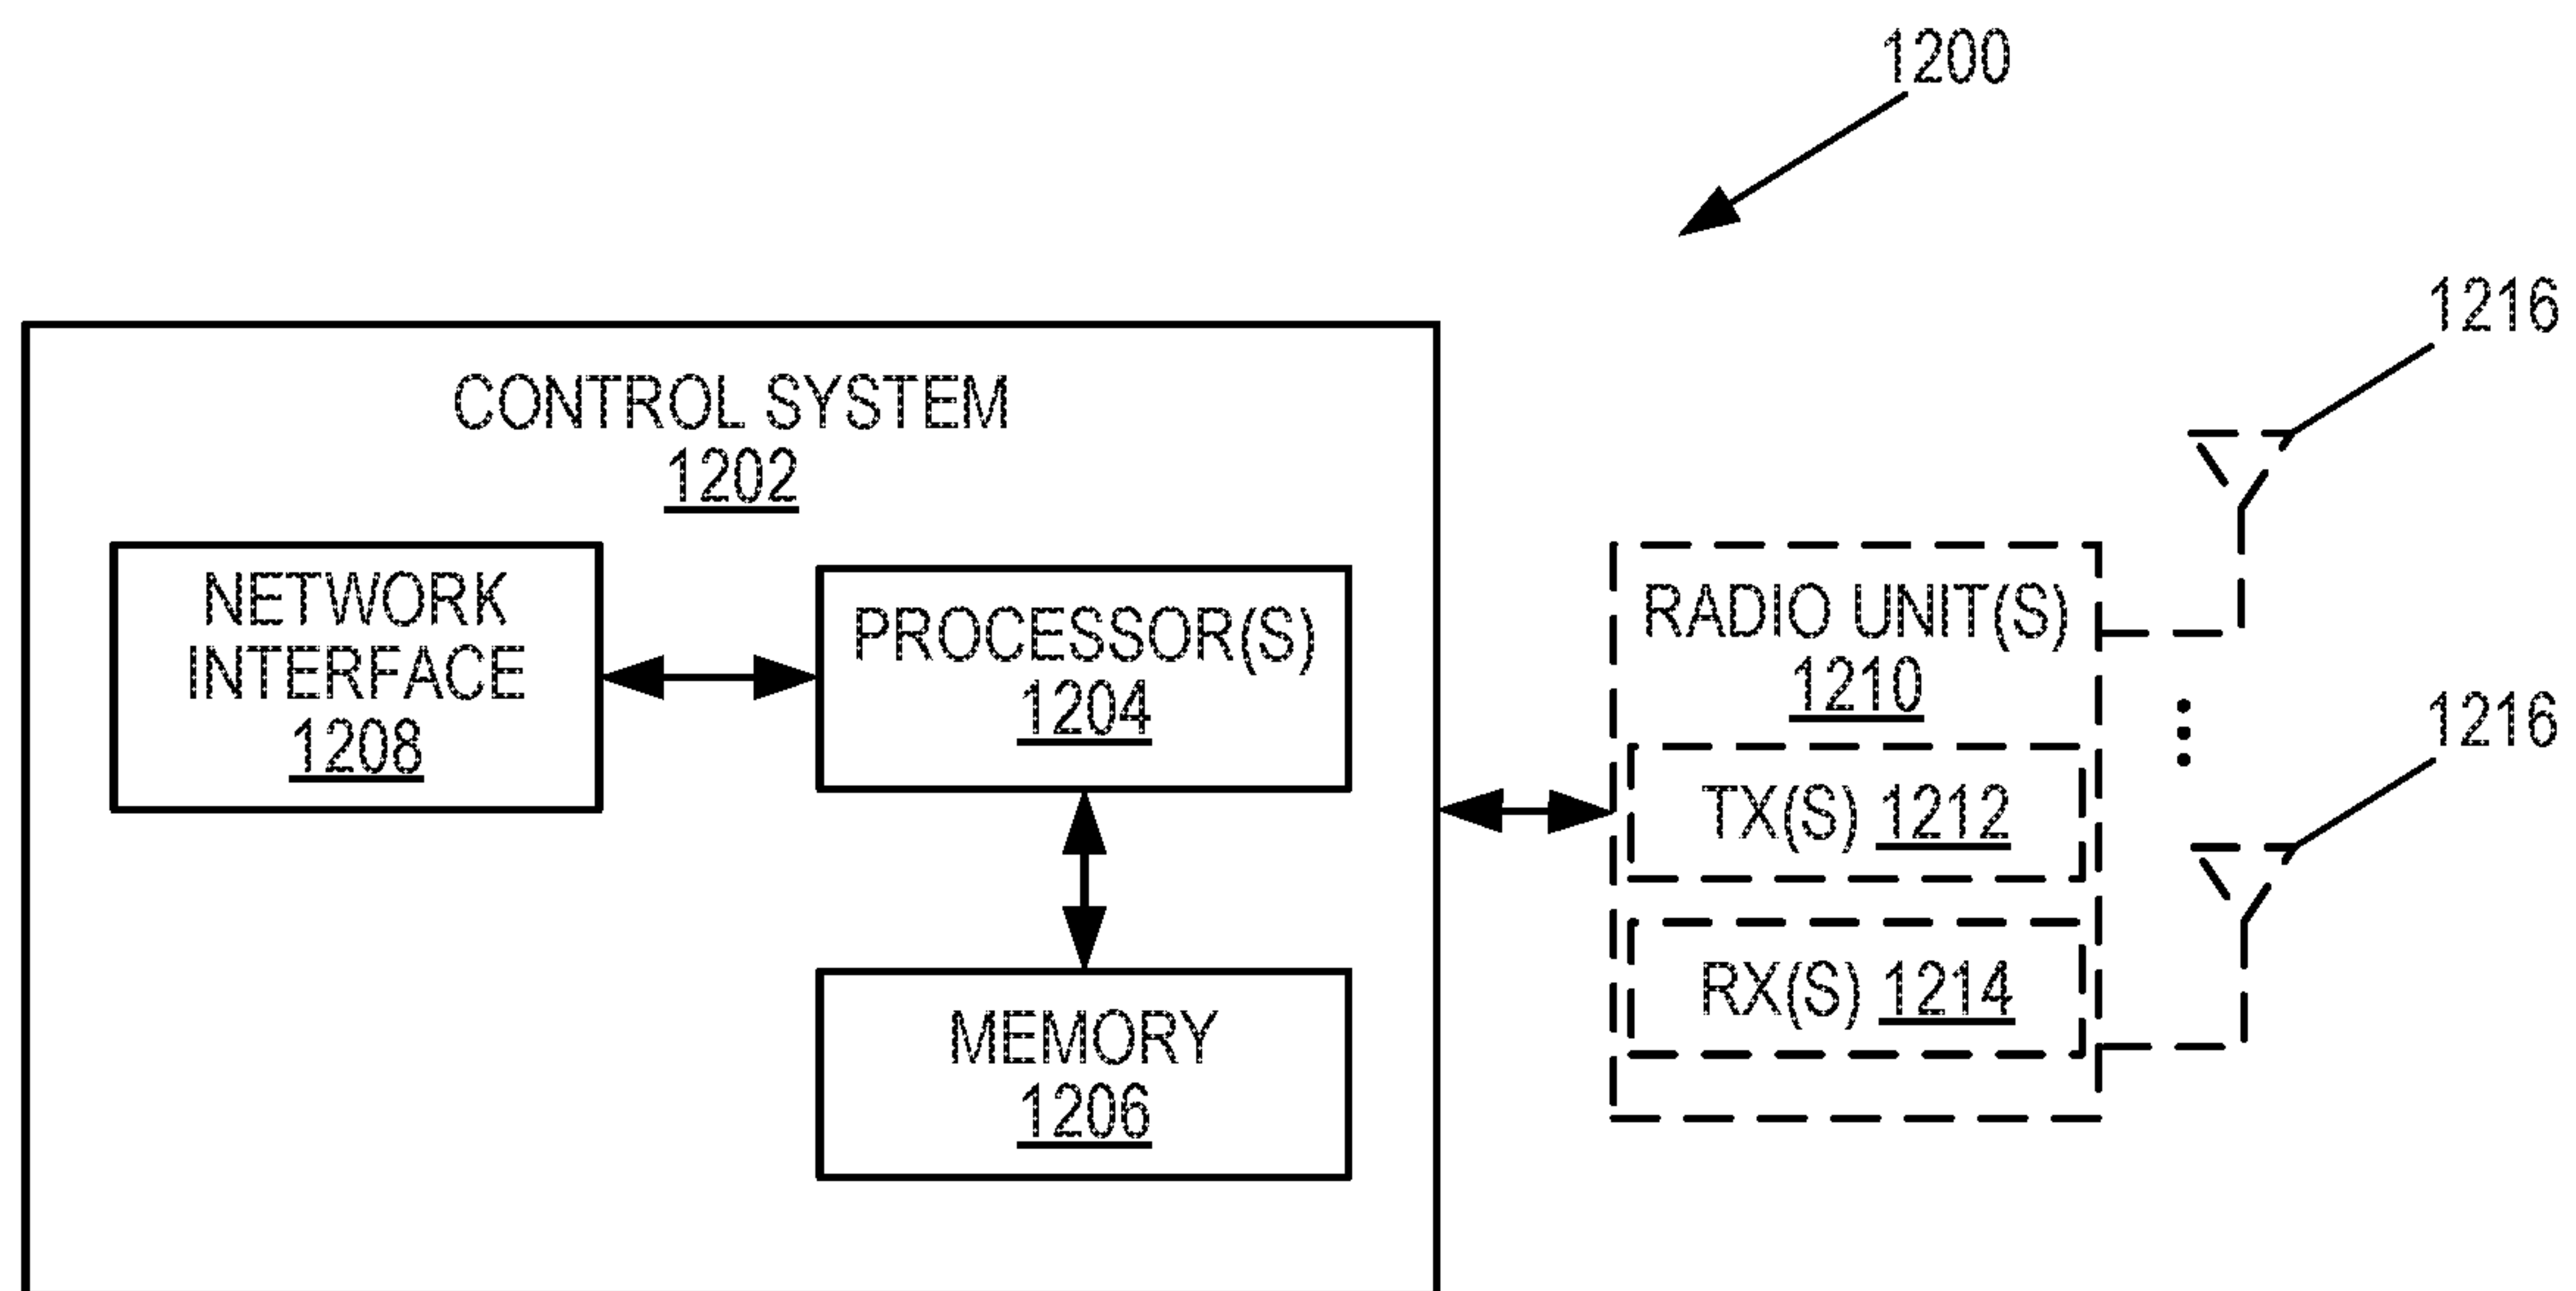 1200
1216
CONTROL SYSTEM
1202
NETWORK
INTERFACE
1208
PROCESSOR(S)
1204
MEMORY
1206
RADIO UNIT(S)
1210
TX(S) 1212
RX(S) 1214
1216